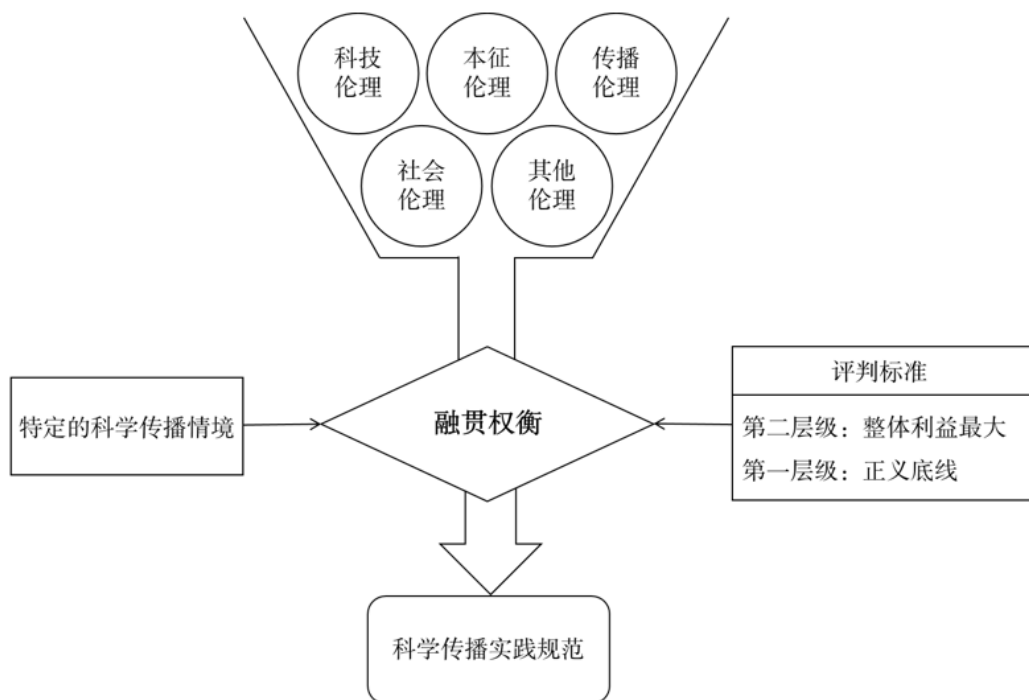 科技
伦理
本征
伦理
传播
伦理
社会
伦理
其他
伦理
特定的科学传播情境
融贯权衡
评判标准
第二层级：整体利益最大
第一层级：正义底线
科学传播实践规范